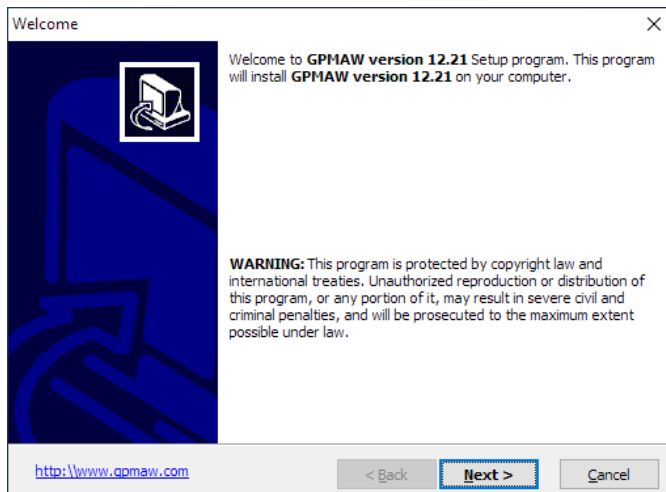 Welcome
Welcome to GPMAW version 12.21 Setup program. This program
will install GPMAW version 12.21 on your computer.
WARNING: This program is protected by copyright law and
international treaties. Unauthorized reproduction or distribution of
this program, or any portion of it, may result in severe civil and
criminal penalties, and will be prosecuted to the maximum extent
possible under law.
http:\\www.gpmaw.com
< Back
Next >
Cancel